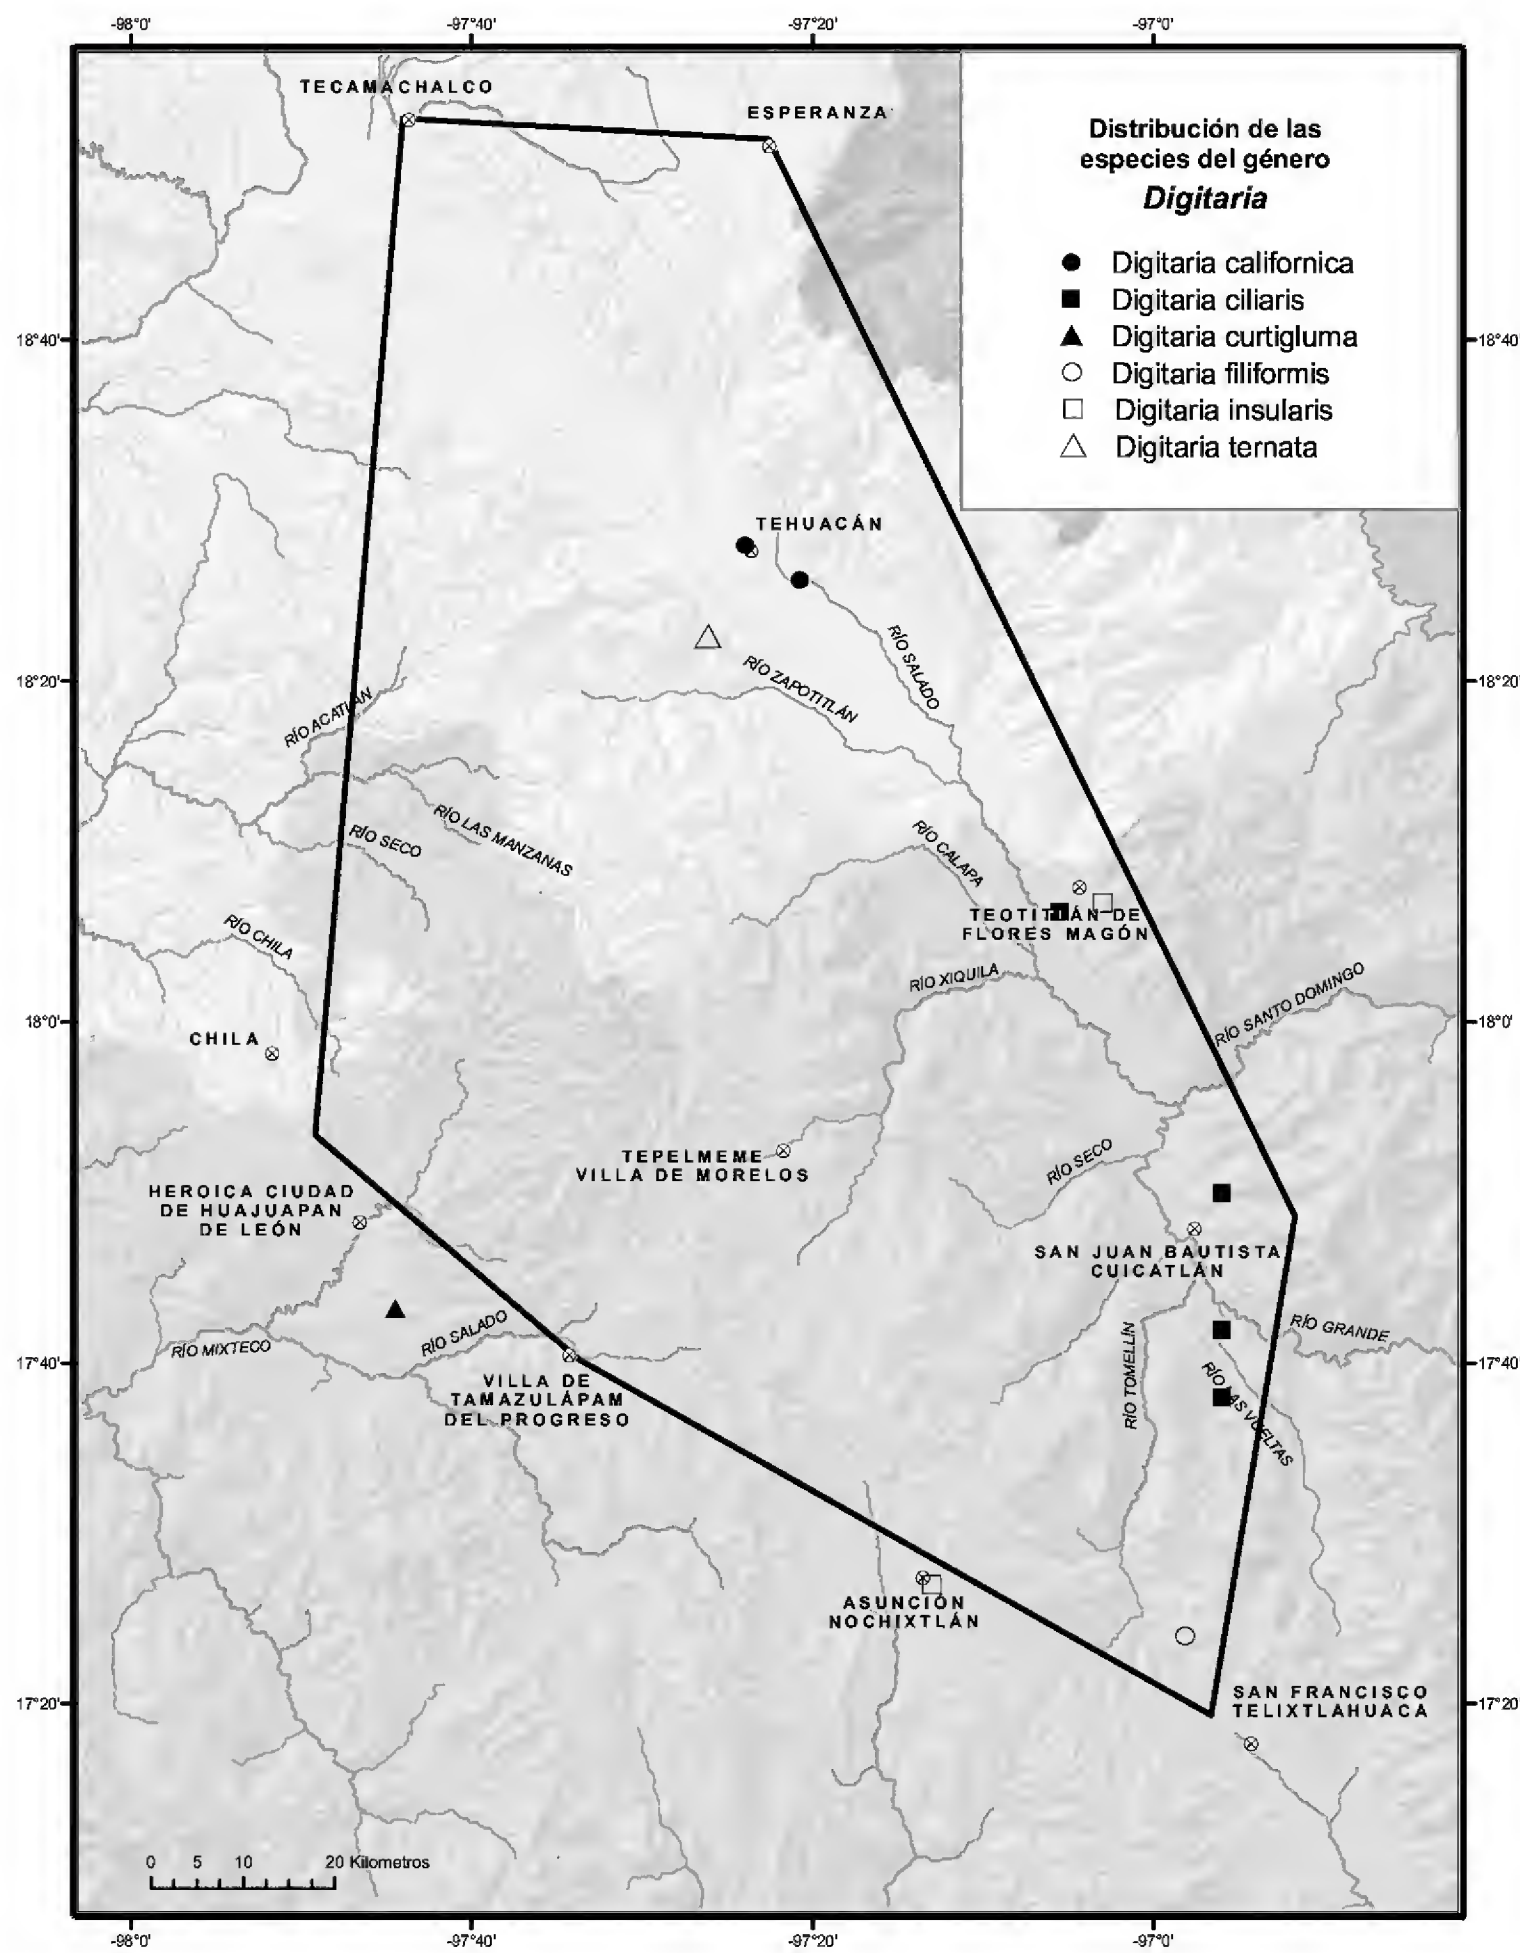 -98°0'
-97°40'
-97°20'
-97°0'
TECAMACHALCO
ESPERANZA
Distribución de las
especies del género
Digitaria
Digitaria californica
Digitaria ciliaris
Digitaria curtigluma
Digitaria filiformis
Digitaria insularis
Digitaria ternata
18°40'
18°40'
TEHUACÁN
RÍO SALADO
18°20'
18°20'
RÍO ZAPOTITLÁN
RÍO ACATLÁN
RÍO LAS MANZANAS
RÍO SECO
RÍO CALAPA
TEOTITLÁN DE
FLORES MAGÓN
RÍO CHILA
RÍO XIQUILA
RÍO SANTO DOMINGO
18°0'
18°0'
CHILA
TEPELMEME
VILLA DE MORELOS
RÍO SECO
HEROICA CIUDAD
DE HUAJUAPAN
DE LEÓN
SAN JUAN BAUTISTA
CUICATLÁN
RÍO GRANDE
RÍO SALADO
RÍO MIXTECO
RÍO TOMELLÍN
17°40'
17°40'
RÍO LAS VUELTAS
VILLA DE
TAMAZULÁPAM
DEL PROGRESO
ASUNCIÓN
NOCHIXTLÁN
SAN FRANCISCO
TELIXTLAHUACA
17°20'
17°20'
0 5 10 20 Kilometros
-98°0'
-97°40'
-97°20'
-97°0'